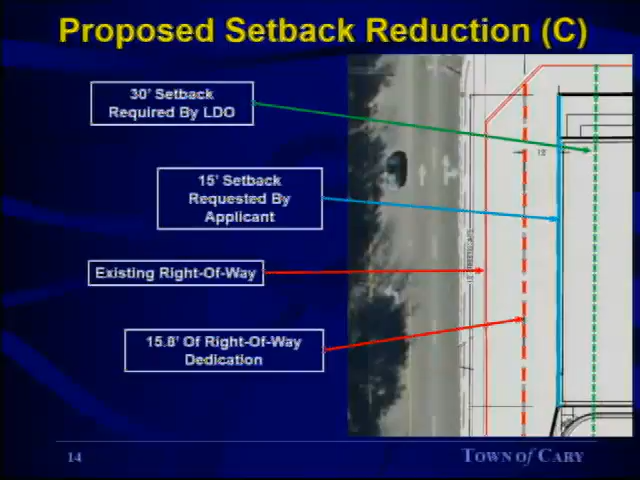 Proposed Setback Reduction (C)
30' Setback
Required By LDO
15' Setback
Requested By
Applicant
Existing Right-Of-Way
15.8' Of Right-Of-Way
Dedication
15'
14
TOWN of CARY